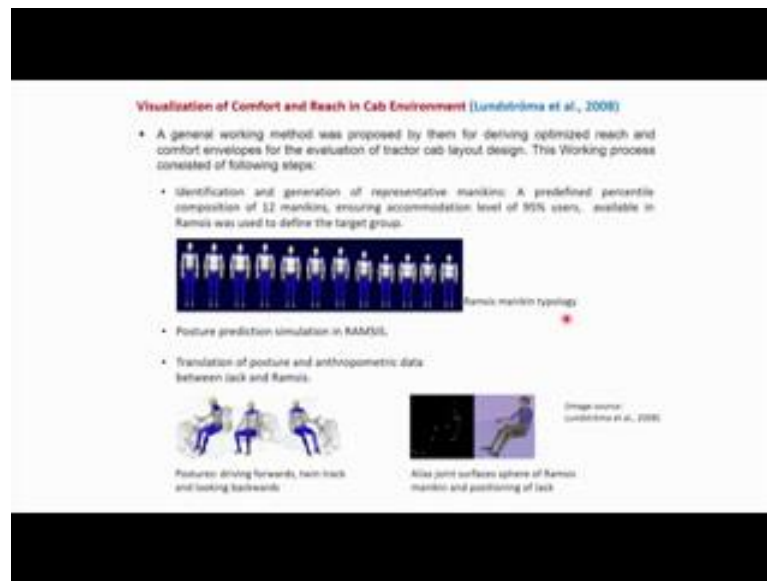 Visualization of Comfort and Reach in Cab Environment (Lundströma et al., 2008)
• A general working method was proposed by them for deriving optimized reach and
comfort envelopes for the evaluation of tractor cab layout design. This Working process
consisted of following steps:
• Identification and generation of representative manikins: A predefined percentile
composition of 12 manikins, ensuring accommodation level of 95% users, available in
Ramsis was used to define the target group.
Ramsis manikin typology
• Posture prediction simulation in RAMSIS.
• Translation of posture and anthropometric data
between Jack and Ramsis.
(Image source:
Lundströma et al., 2008)
Postures: driving forwards, twin track
and looking backwards
Alias joint surfaces sphere of Ramsis
manikin and positioning of Jack